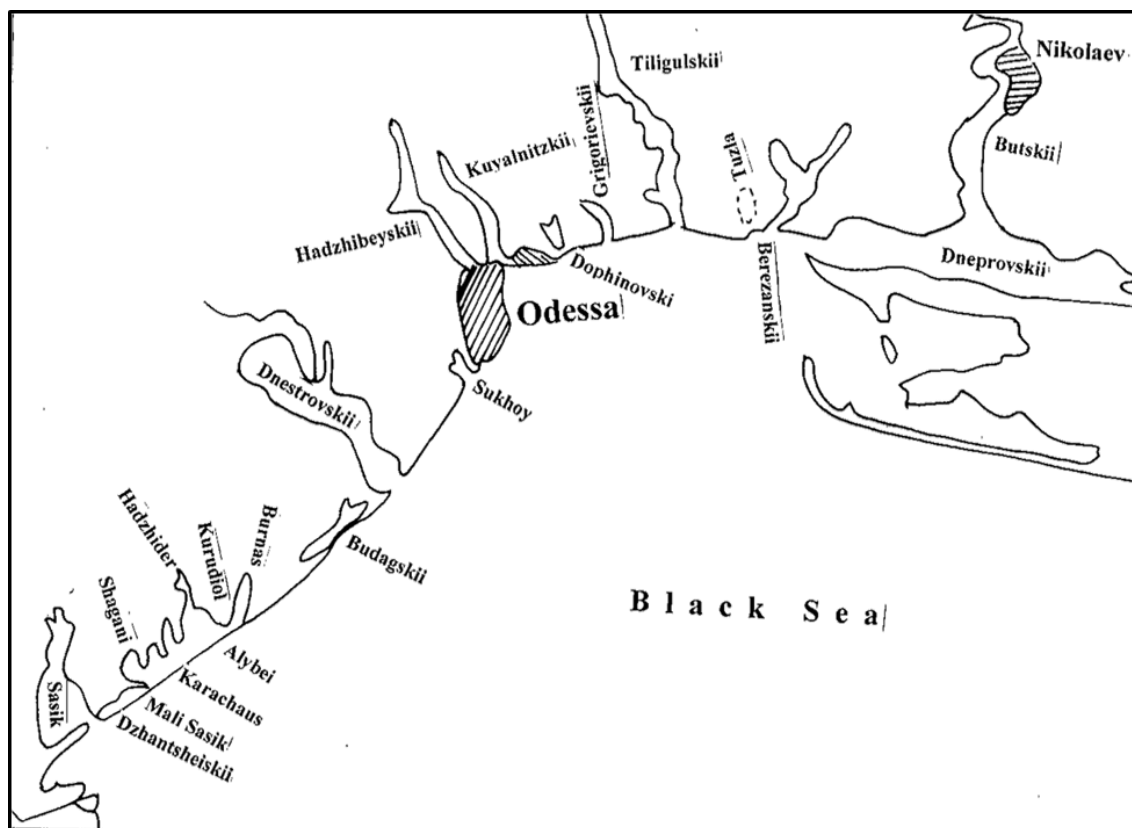 Nikolaev
Tiligulskii
Grigorievskii
Kuyalnitzkii
Butskii
Tuzla
Hadzhibeyskii
Dneprovskii
Dophinovski
Berezanskii
Odessa
Dnestrovskii
Sukhoy
Hadzhider
Kurudiol
Burnas
Budagskii
Shagani
Black Sea
Alybei
Karachaus
Sasik
Mali Sasik
Dzhantsheiskii